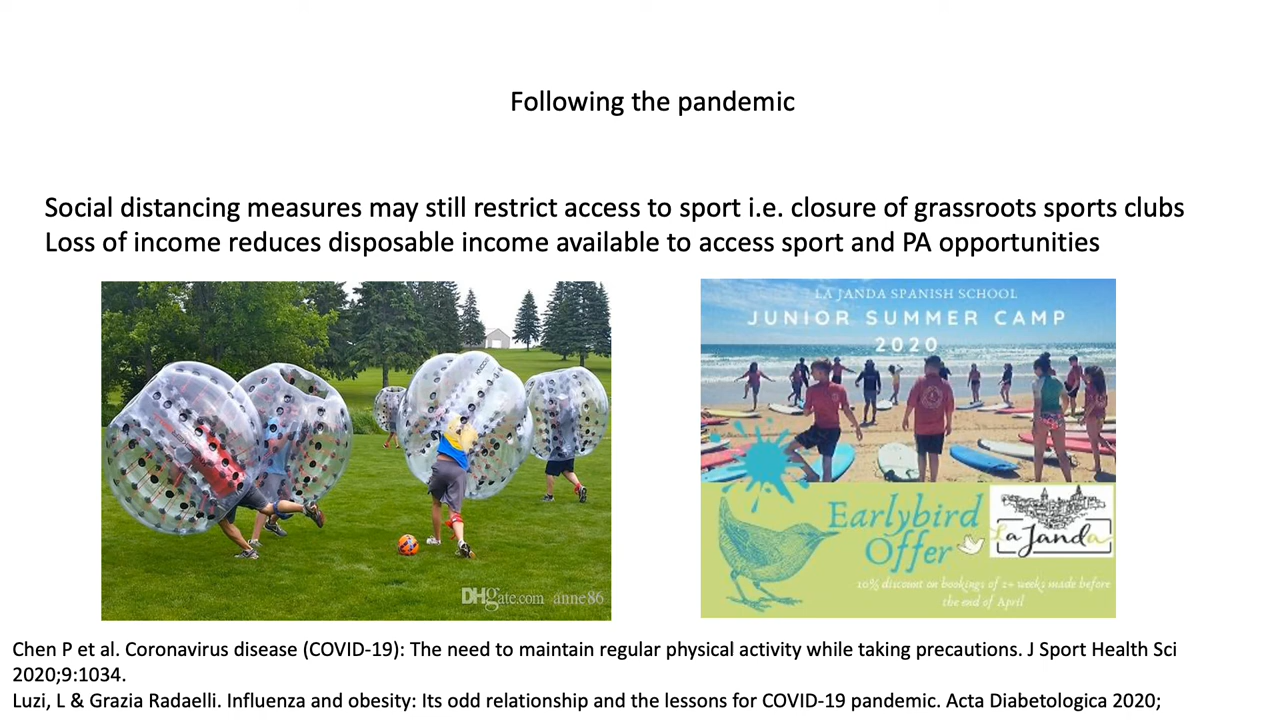 Following the pandemic
Social distancing measures may still restrict access to sport i.e. closure of grassroots sports clubs
Loss of income reduces disposable income available to access sport and PA opportunities
DHgate.com anne86
LA JANDA SPANISH SCHOOL
JUNIOR SUMMER CAMP
2020
Earlybird
Offer
La Janda
10% discount on bookings of 2+ weeks made before
the end of April
Chen P et al. Coronavirus disease (COVID-19): The need to maintain regular physical activity while taking precautions. J Sport Health Sci
2020;9:1034.
Luzi, L & Grazia Radaelli. Influenza and obesity: Its odd relationship and the lessons for COVID-19 pandemic. Acta Diabetologica 2020;